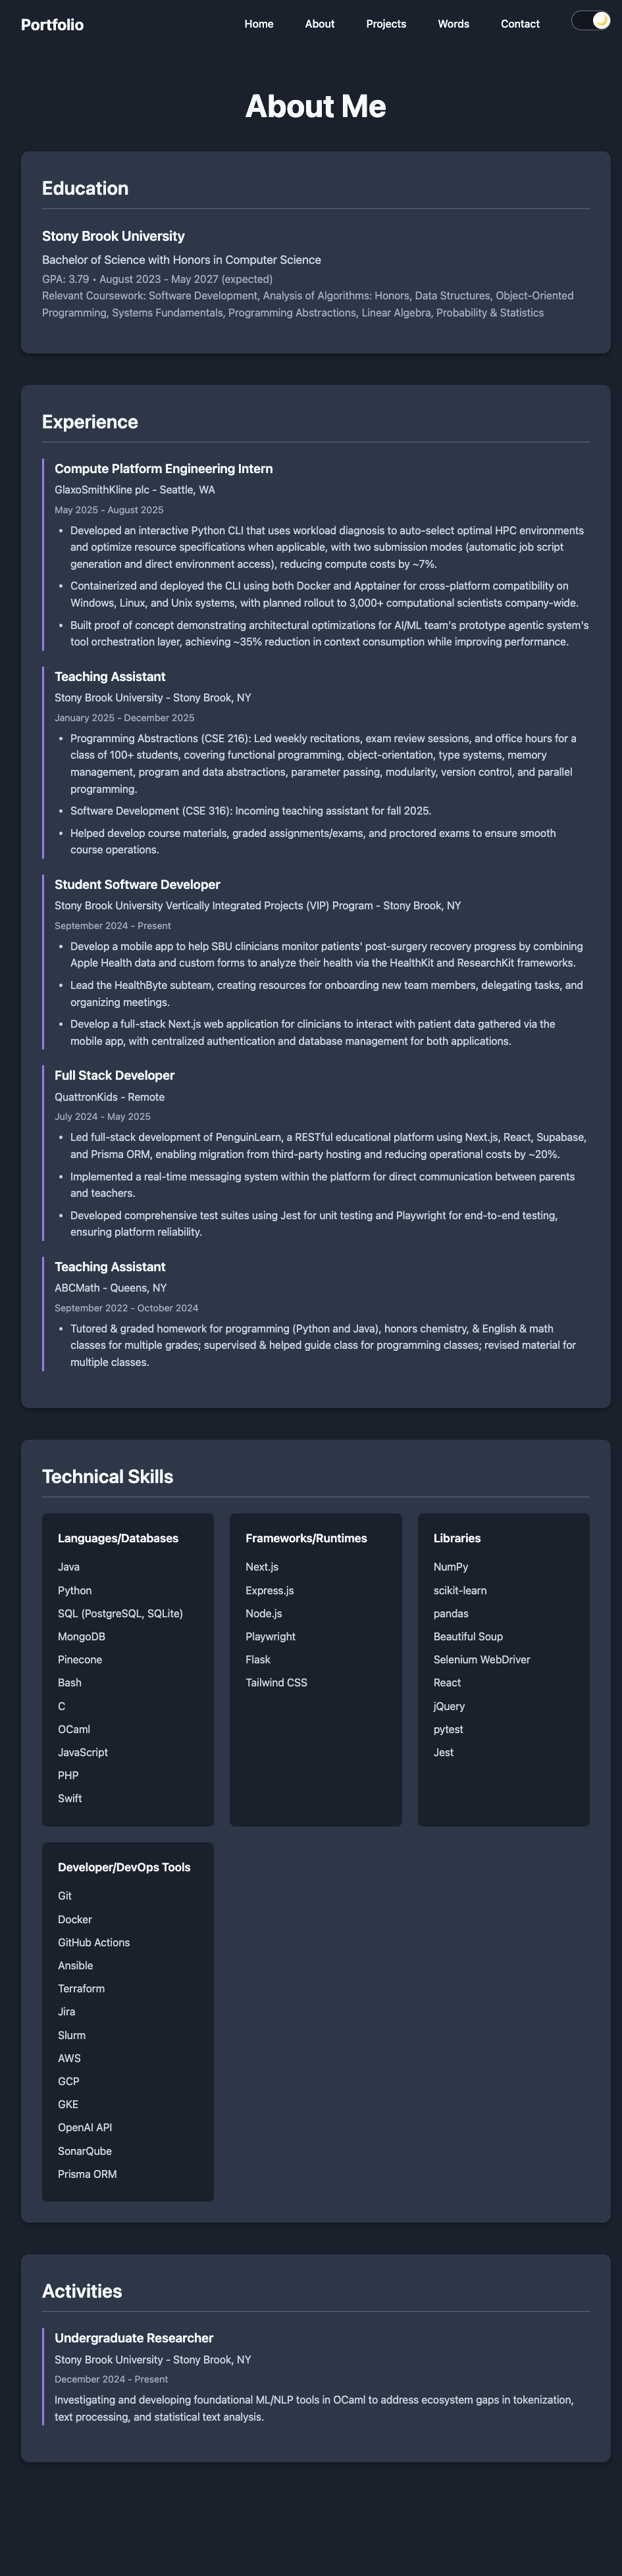 Portfolio
Home
About
Projects
Words
Contact
About Me
Education
Stony Brook University
Bachelor of Science with Honors in Computer Science
GPA: 3.79 • August 2023 - May 2027 (expected)
Relevant Coursework: Software Development, Analysis of Algorithms: Honors, Data Structures, Object-Oriented
Programming, Systems Fundamentals, Programming Abstractions, Linear Algebra, Probability & Statistics
Experience
Compute Platform Engineering Intern
GlaxoSmithKline plc - Seattle, WA
May 2025 - August 2025
• Developed an interactive Python CLI that uses workload diagnosis to auto-select optimal HPC environments
and optimize resource specifications when applicable, with two submission modes (automatic job script
generation and direct environment access), reducing compute costs by ~7%.
• Containerized and deployed the CLI using both Docker and Apptainer for cross-platform compatibility on
Windows, Linux, and Unix systems, with planned rollout to 3,000+ computational scientists company-wide.
• Built proof of concept demonstrating architectural optimizations for AI/ML team's prototype agentic system's
tool orchestration layer, achieving ~35% reduction in context consumption while improving performance.
Teaching Assistant
Stony Brook University - Stony Brook, NY
January 2025 - December 2025
• Programming Abstractions (CSE 216): Led weekly recitations, exam review sessions, and office hours for a
class of 100+ students, covering functional programming, object-orientation, type systems, memory
management, program and data abstractions, parameter passing, modularity, version control, and parallel
programming.
• Software Development (CSE 316): Incoming teaching assistant for fall 2025.
• Helped develop course materials, graded assignments/exams, and proctored exams to ensure smooth
course operations.
Student Software Developer
Stony Brook University Vertically Integrated Projects (VIP) Program - Stony Brook, NY
September 2024 - Present
• Develop a mobile app to help SBU clinicians monitor patients' post-surgery recovery progress by combining
Apple Health data and custom forms to analyze their health via the HealthKit and ResearchKit frameworks.
• Lead the HealthByte subteam, creating resources for onboarding new team members, delegating tasks, and
organizing meetings.
• Develop a full-stack Next.js web application for clinicians to interact with patient data gathered via the
mobile app, with centralized authentication and database management for both applications.
Full Stack Developer
QuattronKids - Remote
July 2024 - May 2025
• Led full-stack development of PenguinLearn, a RESTful educational platform using Next.js, React, Supabase,
and Prisma ORM, enabling migration from third-party hosting and reducing operational costs by ~20%.
• Implemented a real-time messaging system within the platform for direct communication between parents
and teachers.
• Developed comprehensive test suites using Jest for unit testing and Playwright for end-to-end testing,
ensuring platform reliability.
Teaching Assistant
ABCMath - Queens, NY
September 2022 - October 2024
• Tutored & graded homework for programming (Python and Java), honors chemistry, & English & math
classes for multiple grades; supervised & helped guide class for programming classes; revised material for
multiple classes.
Technical Skills
Languages/Databases
Java
Python
SQL (PostgreSQL, SQLite)
MongoDB
Pinecone
Bash
C
OCaml
JavaScript
PHP
Swift
Frameworks/Runtimes
Next.js
Express.js
Node.js
Playwright
Flask
Tailwind CSS
Libraries
NumPy
scikit-learn
pandas
Beautiful Soup
Selenium WebDriver
React
jQuery
pytest
Jest
Developer/DevOps Tools
Git
Docker
GitHub Actions
Ansible
Terraform
Jira
Slurm
AWS
GCP
GKE
OpenAI API
SonarQube
Prisma ORM
Activities
Undergraduate Researcher
Stony Brook University - Stony Brook, NY
December 2024 - Present
Investigating and developing foundational ML/NLP tools in OCaml to address ecosystem gaps in tokenization,
text processing, and statistical text analysis.